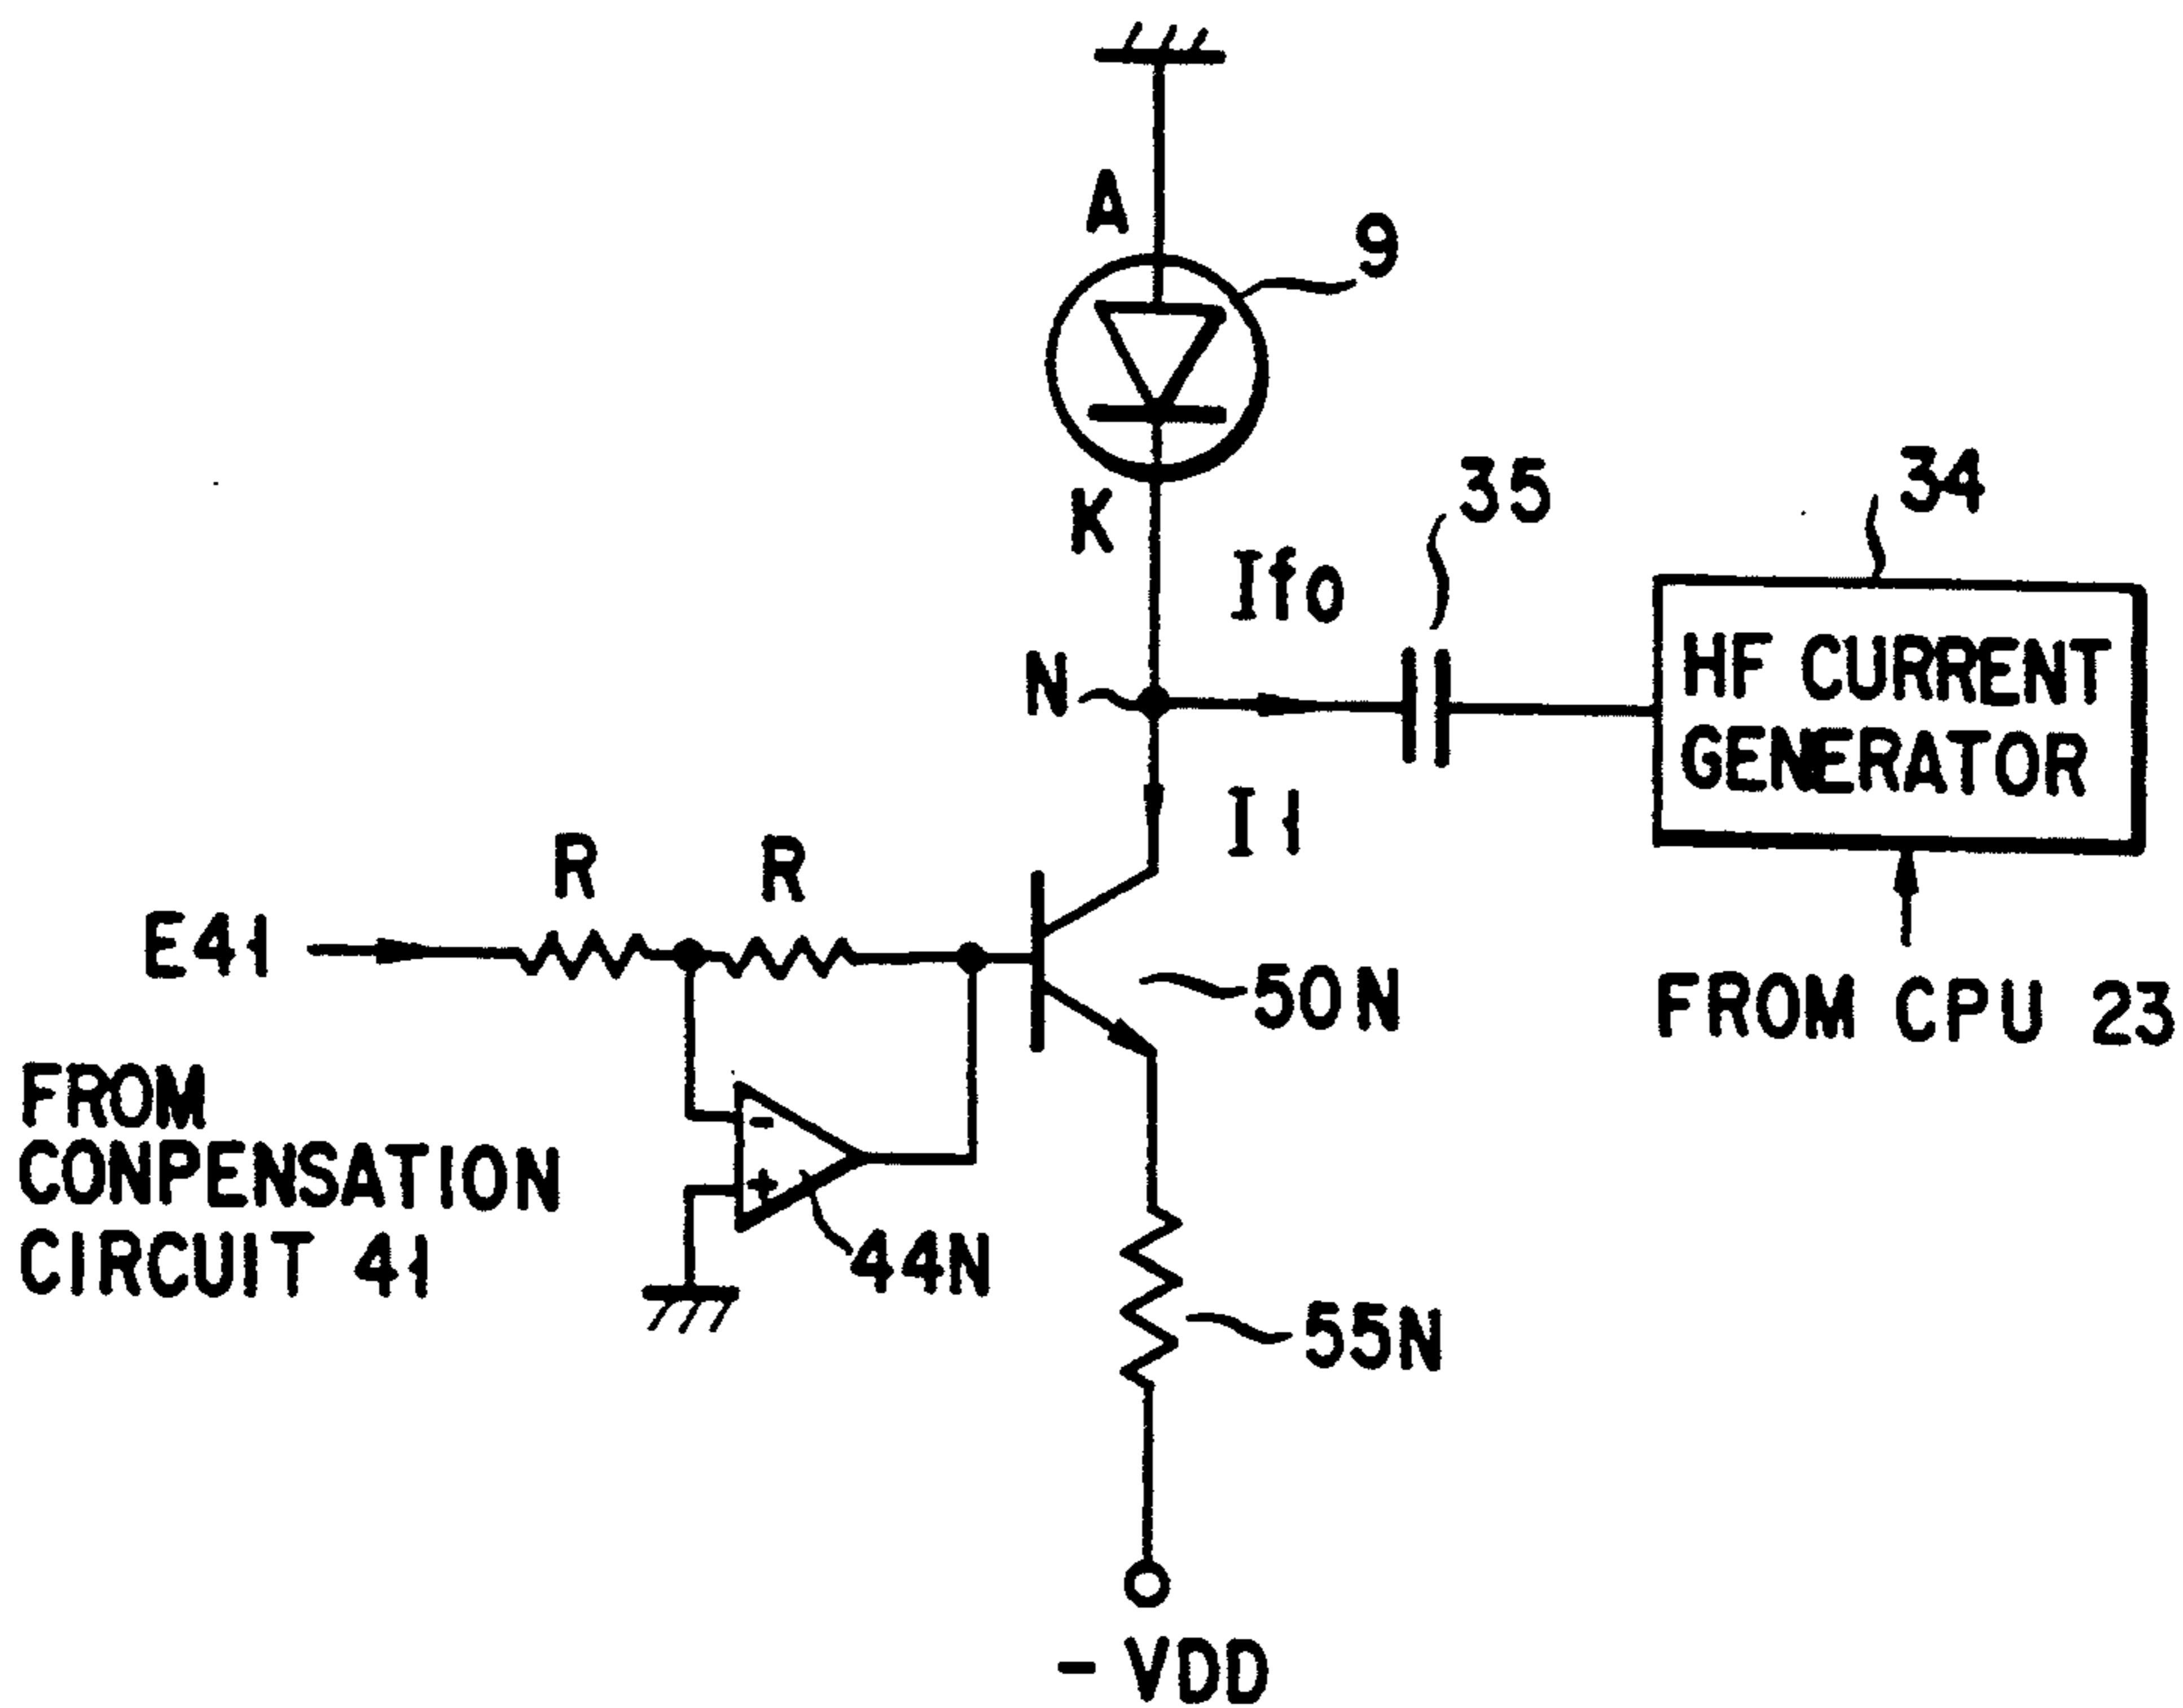 A
9
K
35
34
Ifo
N
HF CURRENT
GENERATOR
I1
R
R
E41
50N
FROM CPU 23
FROM
CONPENSATION
CIRCUIT 41
-
+
44N
55N
- VDD